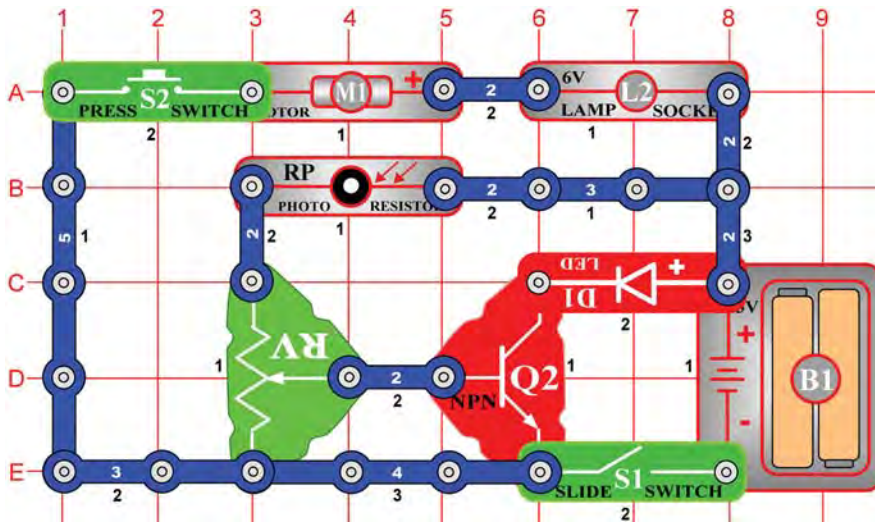 1 2 3 4 5 6 7 8 9
A
S2
M1
+
2
6V
L2
PRESS SWITCH
OTOR
LAMP SOCKE
2
1
2
1
2 2
B
RP
PHOTO RESISTO
2
3
2
1
1
2 2
5 1
2 3
C
LED
D1
+
2
V
+
RV
1
D
2
2
NPN
Q2
1
1
B1
-
E
3
4
S1
SLIDE SWITCH
2
3
2